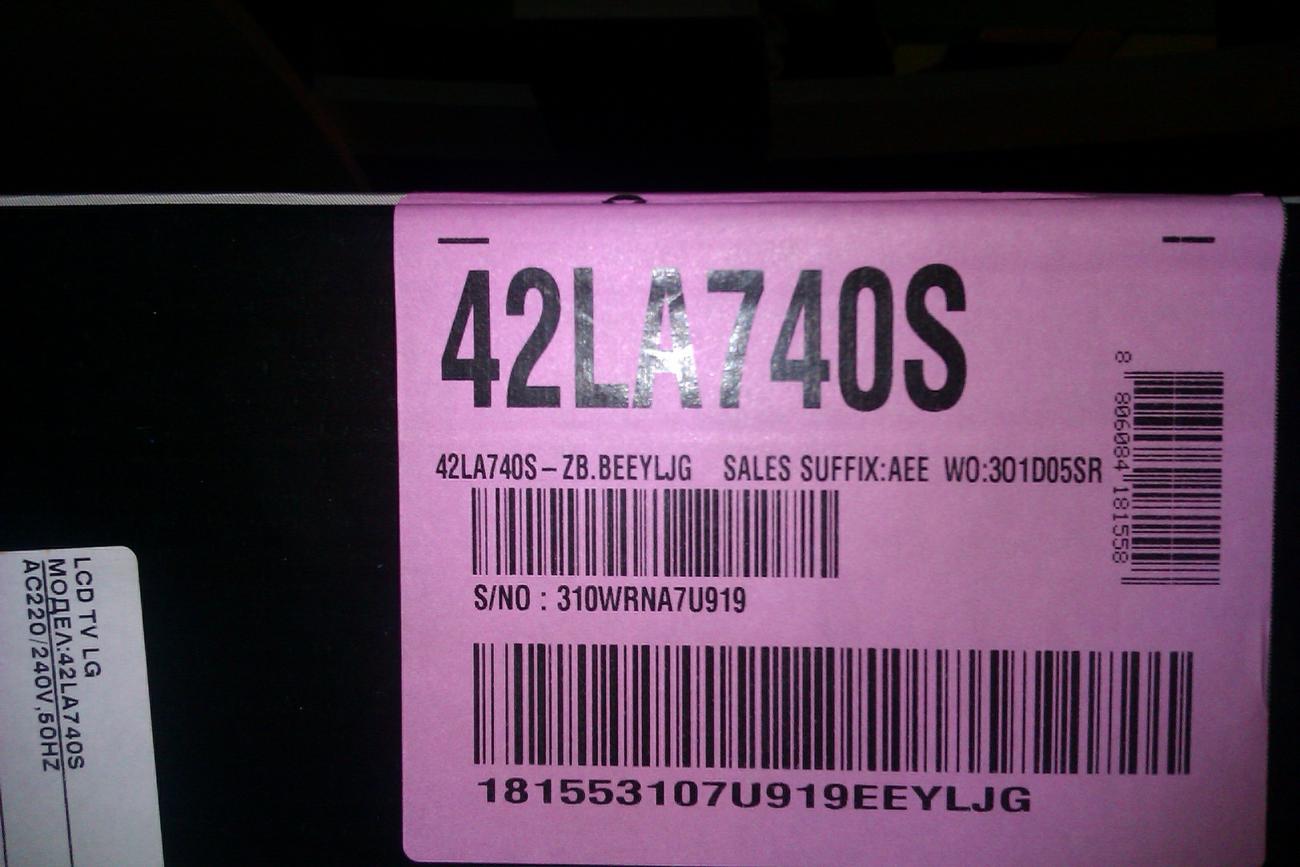 42LA740S
42LA740S-ZB.BEEYLJG SALES SUFFIX:AEE WO:301D05SR
8 806084 181558
S/NO : 310WRNA7U919
181553107U919EEYLJG
LCD TV LG
МОДЕЛ:42LA740S
AC220/240V,50HZ